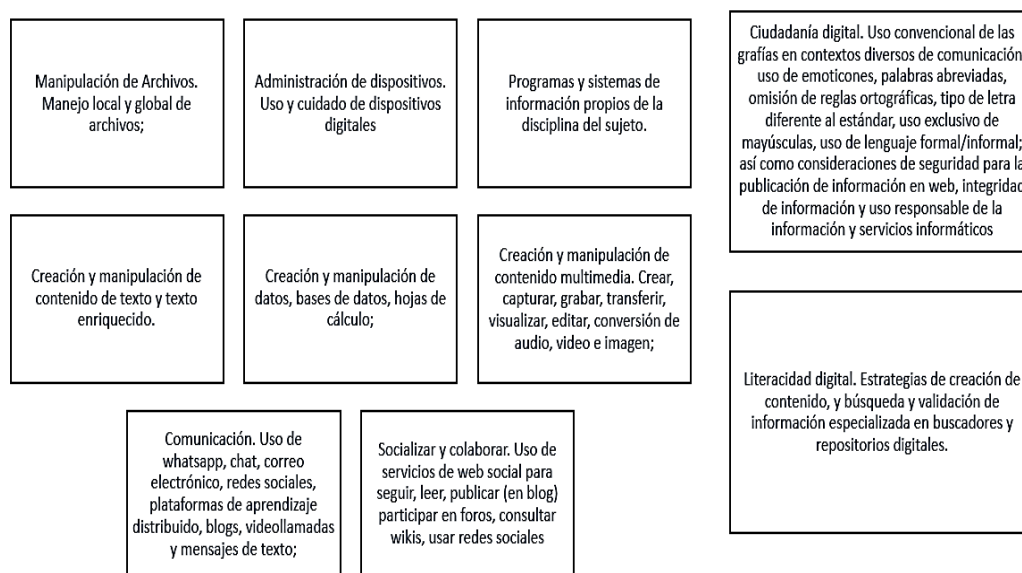 Manipulación de Archivos.
Manejo local y global de
archivos;
Administración de dispositivos.
Uso y cuidado de dispositivos
digitales
Programas y sistemas de
información propios de la
disciplina del sujeto.
Ciudadanía digital. Uso convencional de las
grafías en contextos diversos de comunicación
uso de emoticones, palabras abreviadas,
omisión de reglas ortográficas, tipo de letra
diferente al estándar, uso exclusivo de
mayúsculas, uso de lenguaje formal/informal;
así como consideraciones de seguridad para la
publicación de información en web, integridad
de información y uso responsable de la
información y servicios informáticos
Creación y manipulación de
contenido de texto y texto
enriquecido.
Creación y manipulación de
datos, bases de datos, hojas de
cálculo;
Creación y manipulación de
contenido multimedia. Crear,
capturar, grabar, transferir,
visualizar, editar, conversión de
audio, video e imagen;
Literacidad digital. Estrategias de creación de
contenido, y búsqueda y validación de
información especializada en buscadores y
repositorios digitales.
Comunicación. Uso de
whatsapp, chat, correo
electrónico, redes sociales,
plataformas de aprendizaje
distribuido, blogs, videollamadas
y mensajes de texto;
Socializar y colaborar. Uso de
servicios de web social para
seguir, leer, publicar (en blog)
participar en foros, consultar
wikis, usar redes sociales